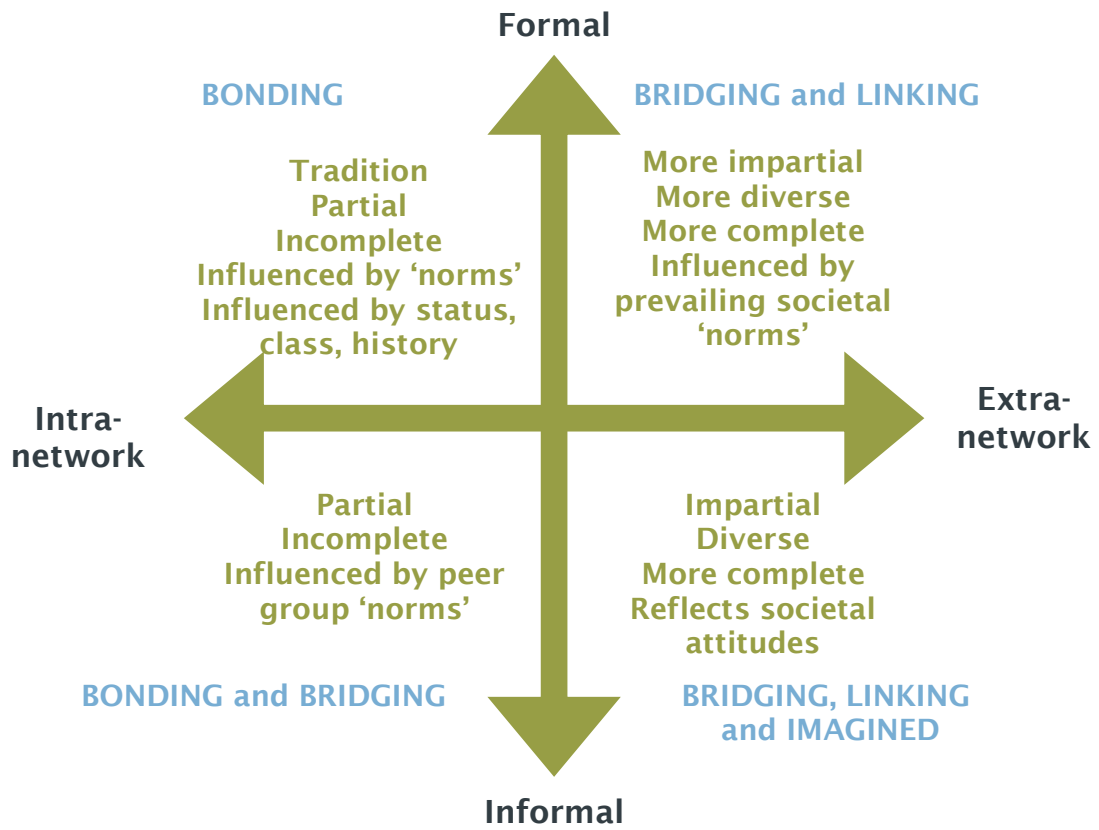 Formal
BONDING
BRIDGING and LINKING
Tradition
Partial
Incomplete
Influenced by ‘norms’
Influenced by status,
class, history
More impartial
More diverse
More complete
Influenced by
prevailing societal
‘norms’
Intra-
network
Extra-
network
Partial
Incomplete
Influenced by peer
group ‘norms’
Impartial
Diverse
More complete
Reflects societal
attitudes
BONDING and BRIDGING
BRIDGING, LINKING
and IMAGINED
Informal